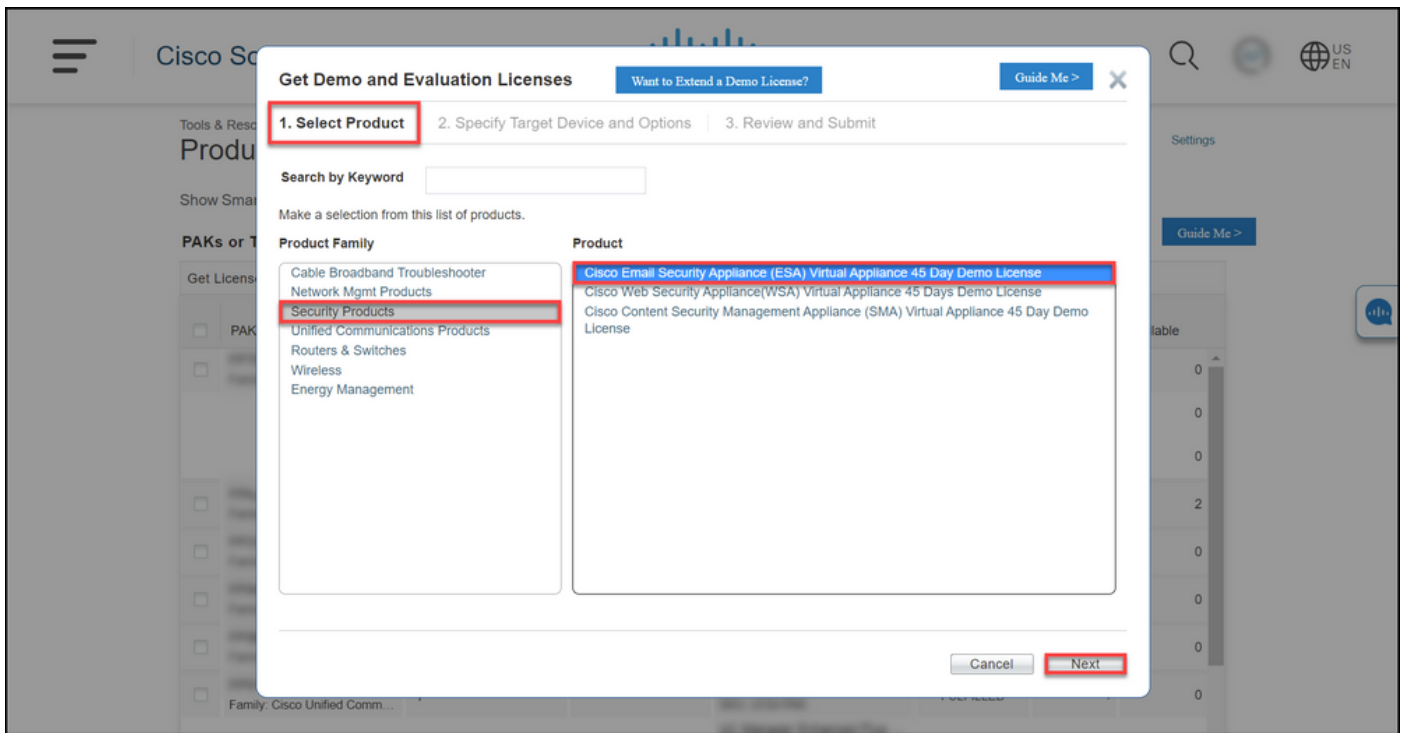 Cisco So
US
EN
Get Demo and Evaluation Licenses
Want to Extend a Demo License?
Guide Me >
1. Select Product
2. Specify Target Device and Options
3. Review and Submit
Tools & Reso
Produ
Settings
Search by Keyword
Show Smar
Make a selection from this list of products.
PAKs or T
Guide Me >
Product Family
Product
Get Licens
Cable Broadband Troubleshooter
Network Mgmt Products
Security Products
Unified Communications Products
Routers & Switches
Wireless
Energy Management
Cisco Email Security Appliance (ESA) Virtual Appliance 45 Day Demo License
Cisco Web Security Appliance(WSA) Virtual Appliance 45 Days Demo License
Cisco Content Security Management Appliance (SMA) Virtual Appliance 45 Day Demo
License
PAK
lable
0
0
0
2
0
0
0
0
Cancel
Next
Family: Cisco Unified Comm...